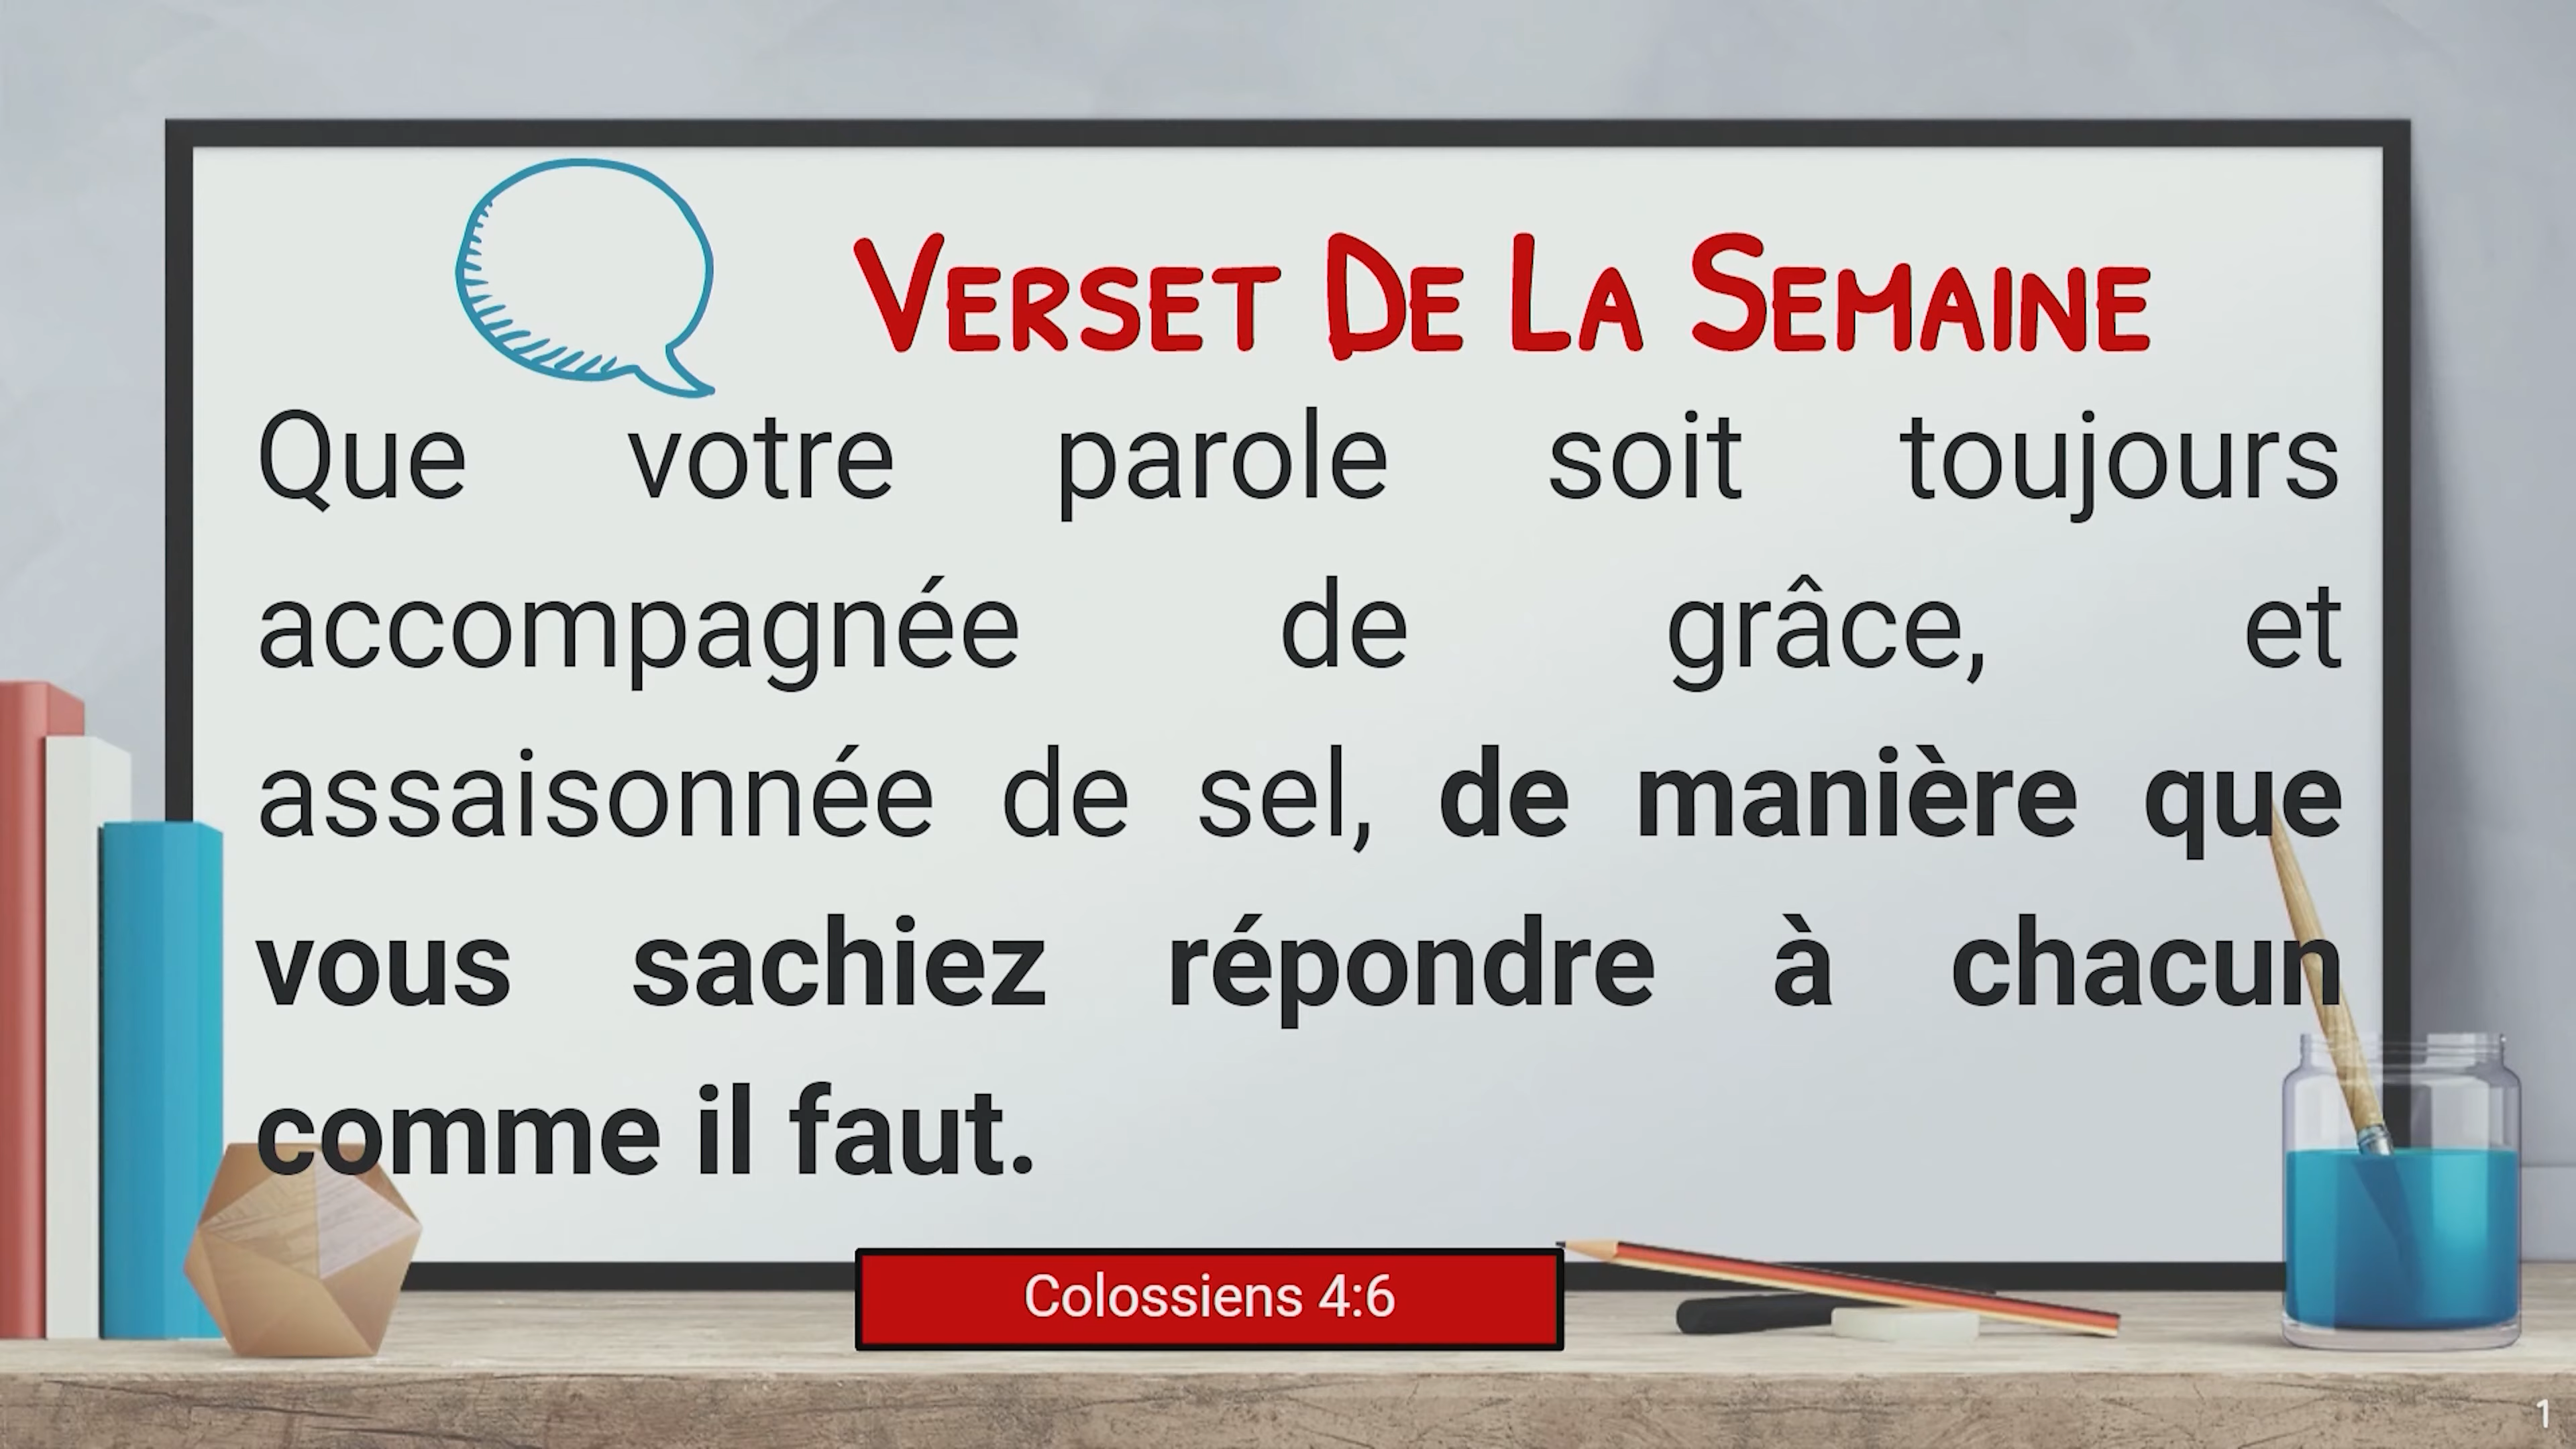 Verset De La Semaine
Que votre parole soit toujours
accompagnée de grâce, et
assaisonnée de sel, de manière que
vous sachiez répondre à chacun
comme il faut.
Colossiens 4:6
1